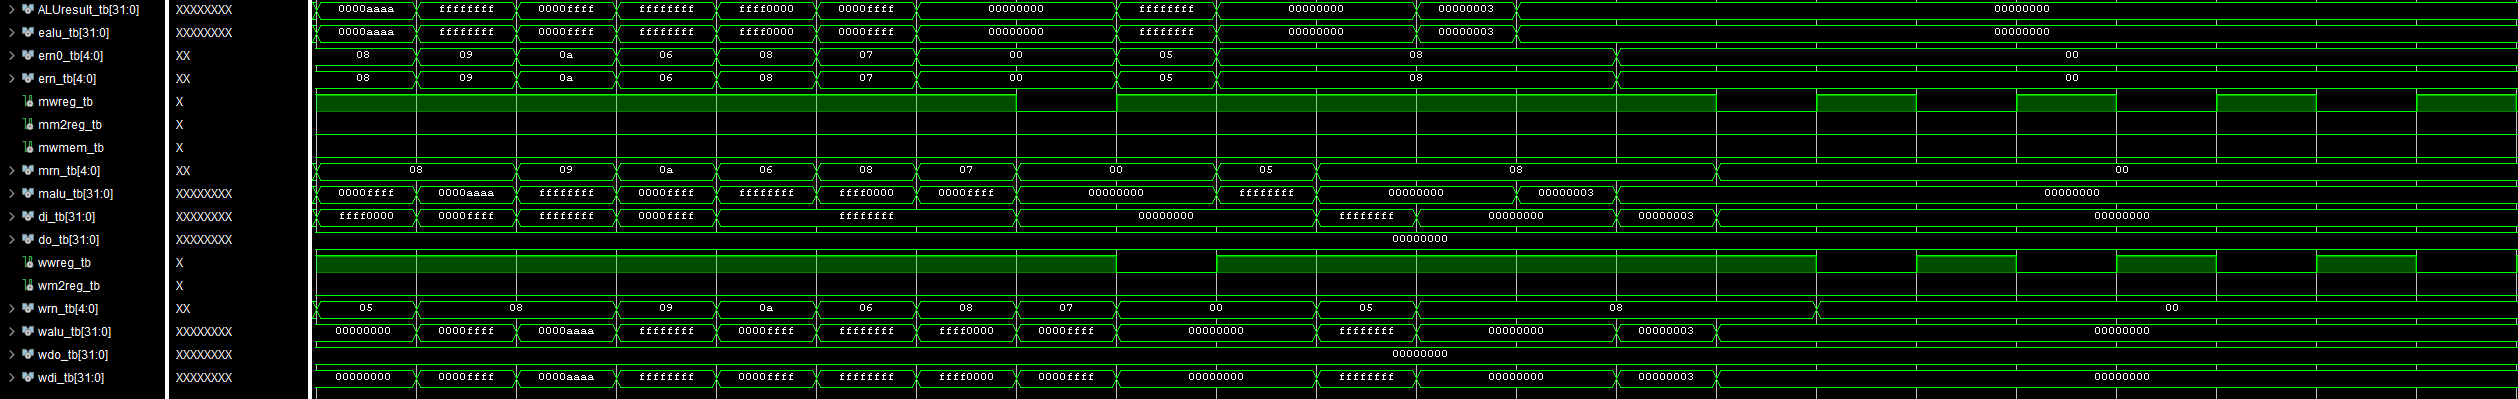 ALUresult_tb[31:0] XXXXXXXX 0000aaaa ffffffff 0000ffff ffffffff ffff0000 0000ffff 00000000 ffffffff 00000000 00000003 00000000
ealu_tb[31:0] XXXXXXXX 0000aaaa ffffffff 0000ffff ffffffff ffff0000 0000ffff 00000000 ffffffff 00000000 00000003 00000000
ern0_tb[4:0] XX 08 09 0a 06 08 07 00 05 08 00
ern_tb[4:0] XX 08 09 0a 06 08 07 00 05 08 00
mwreg_tb X
mm2reg_tb X
mwmem_tb X
mrn_tb[4:0] XX 08 09 0a 06 08 07 00 05 08 00
malu_tb[31:0] XXXXXXXX 0000ffff 0000aaaa ffffffff 0000ffff ffffffff ffff0000 0000ffff 00000000 ffffffff 00000000 00000003 00000000
di_tb[31:0] XXXXXXXX ffff0000 0000ffff ffffffff 0000ffff ffffffff 00000000 ffffffff 00000000 00000003 00000000
do_tb[31:0] XXXXXXXX 00000000
wwreg_tb X
wm2reg_tb X
wrn_tb[4:0] XX 05 08 09 0a 06 08 07 00 05 08 00
walu_tb[31:0] XXXXXXXX 00000000 0000ffff 0000aaaa ffffffff 0000ffff ffffffff ffff0000 0000ffff 00000000 ffffffff 00000000 00000003 00000000
wdo_tb[31:0] XXXXXXXX 00000000
wdi_tb[31:0] XXXXXXXX 00000000 0000ffff 0000aaaa ffffffff 0000ffff ffffffff ffff0000 0000ffff 00000000 ffffffff 00000000 00000003 00000000